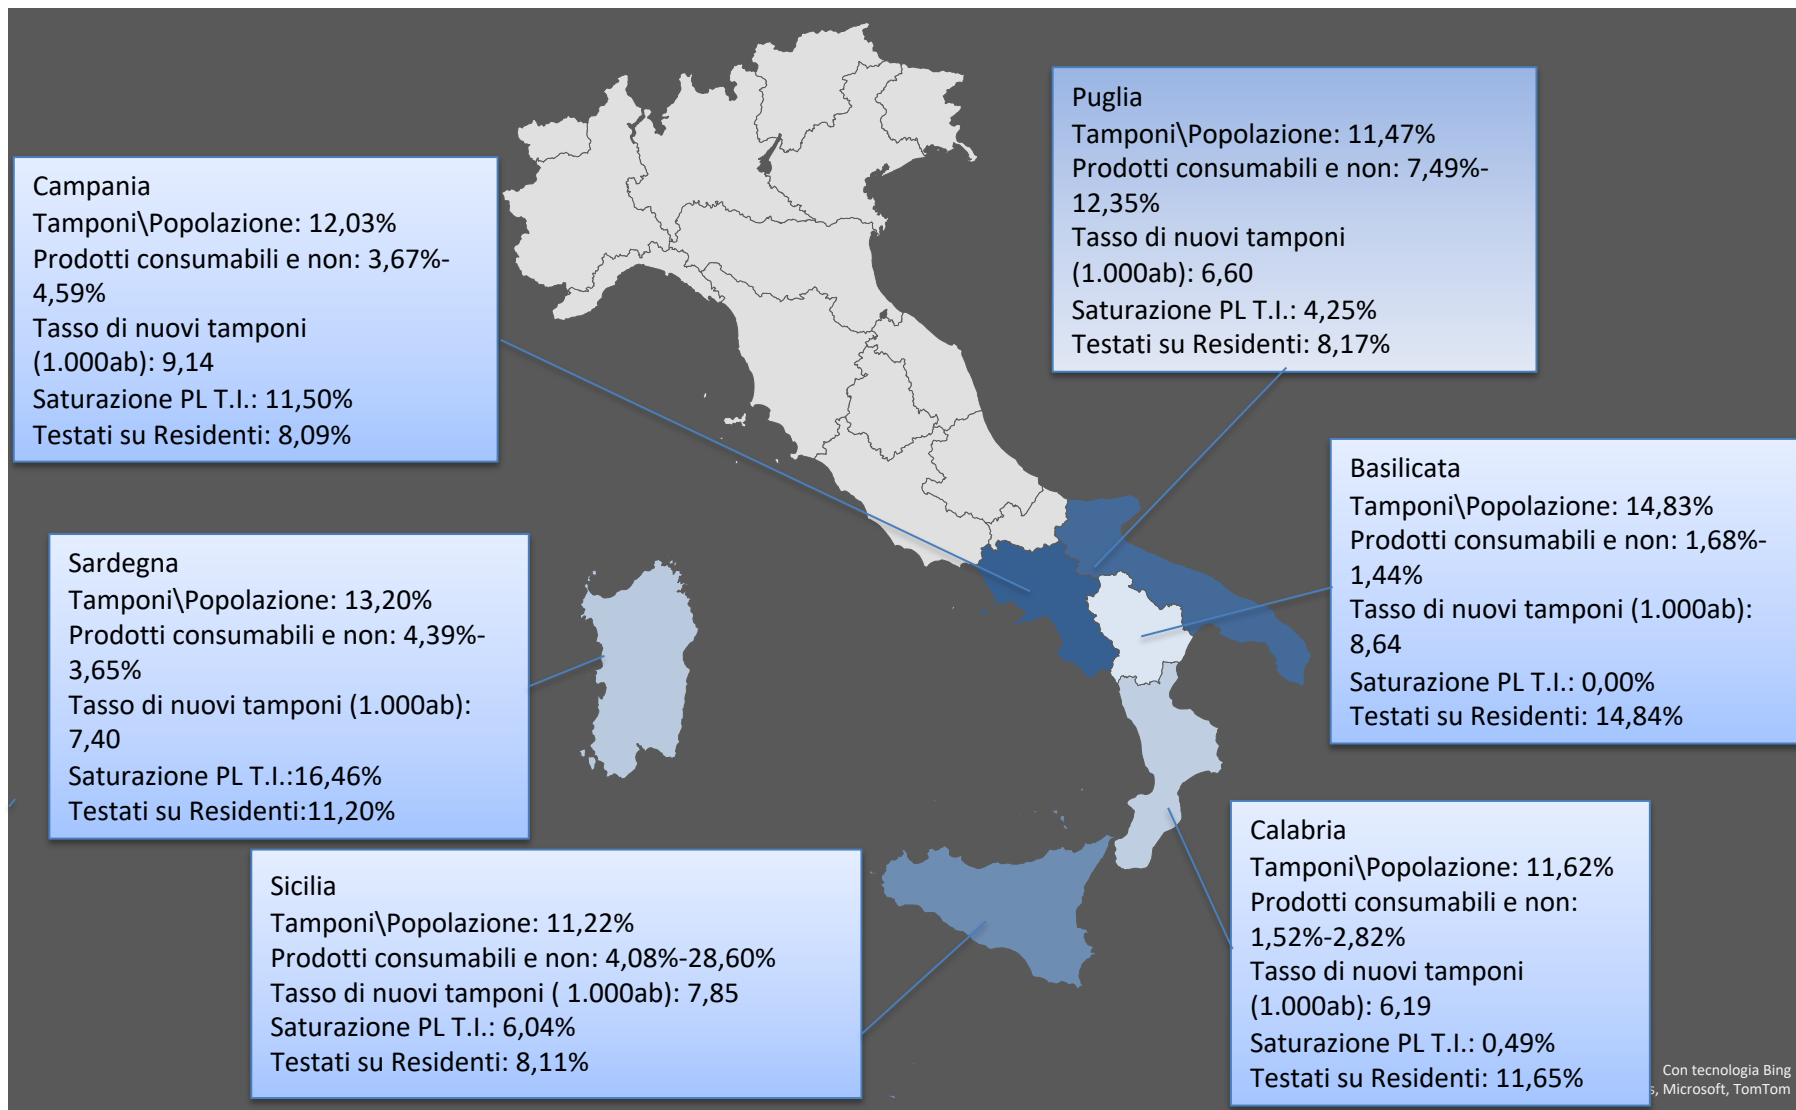 Campania
Tamponi\Popolazione: 12,03%
Prodotti consumabili e non: 3,67%-
4,59%
Tasso di nuovi tamponi
(1.000ab): 9,14
Saturazione PL T.I.: 11,50%
Testati su Residenti: 8,09%
Puglia
Tamponi\Popolazione: 11,47%
Prodotti consumabili e non: 7,49%-
12,35%
Tasso di nuovi tamponi
(1.000ab): 6,60
Saturazione PL T.I.: 4,25%
Testati su Residenti: 8,17%
Basilicata
Tamponi\Popolazione: 14,83%
Prodotti consumabili e non: 1,68%-
1,44%
Tasso di nuovi tamponi (1.000ab):
8,64
Saturazione PL T.I.: 0,00%
Testati su Residenti: 14,84%
Sardegna
Tamponi\Popolazione: 13,20%
Prodotti consumabili e non: 4,39%-
3,65%
Tasso di nuovi tamponi (1.000ab):
7,40
Saturazione PL T.I.:16,46%
Testati su Residenti:11,20%
Sicilia
Tamponi\Popolazione: 11,22%
Prodotti consumabili e non: 4,08%-28,60%
Tasso di nuovi tamponi ( 1.000ab): 7,85
Saturazione PL T.I.: 6,04%
Testati su Residenti: 8,11%
Calabria
Tamponi\Popolazione: 11,62%
Prodotti consumabili e non:
1,52%-2,82%
Tasso di nuovi tamponi
(1.000ab): 6,19
Saturazione PL T.I.: 0,49%
Testati su Residenti: 11,65%
Con tecnologia Bing
, Microsoft, TomTom